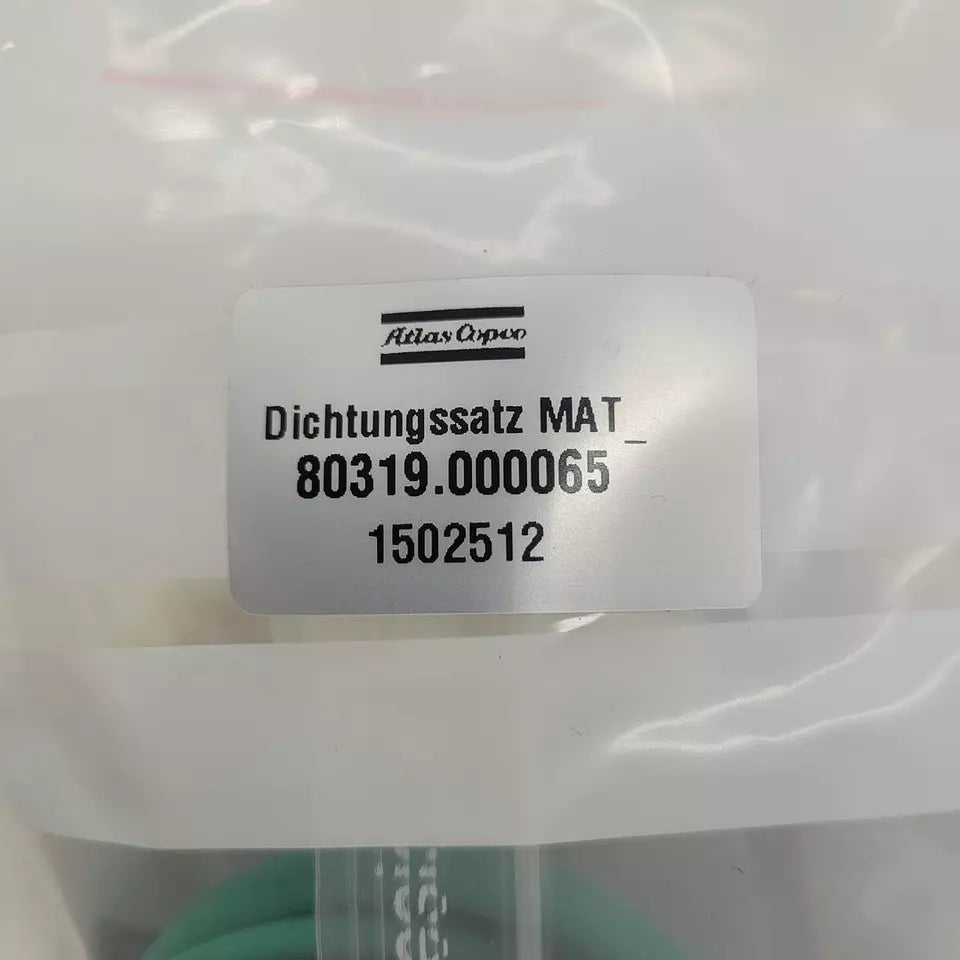 Atlas Copco
Dichtungssatz MAT_
80319.000065
1502512